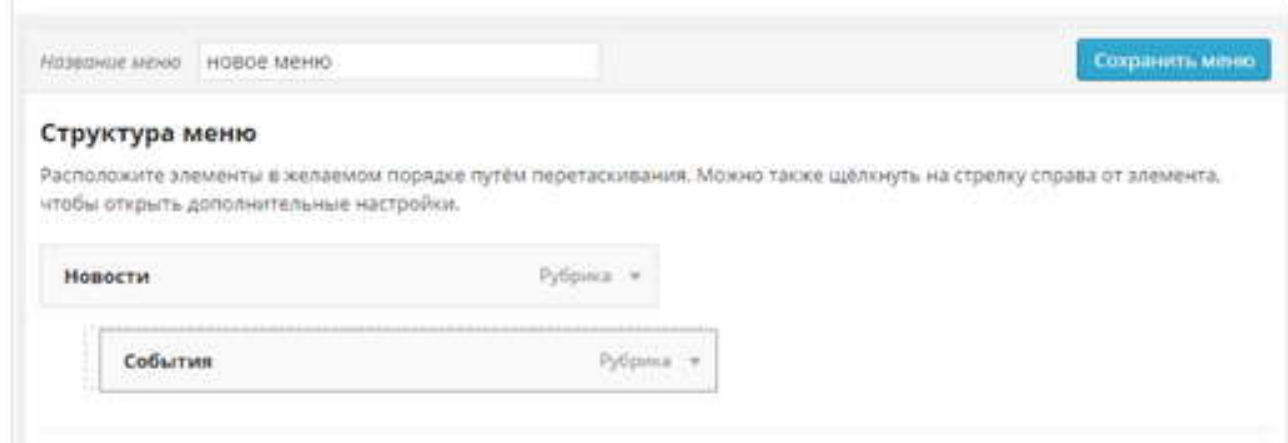 Название меню новое меню Сохранить меню
Структура меню
Расположите элементы в желаемом порядке путём перетаскивания. Можно также щёлкнуть на стрелку справа от элемента,
чтобы открыть дополнительные настройки.
Новости Рубрика
События Рубрика